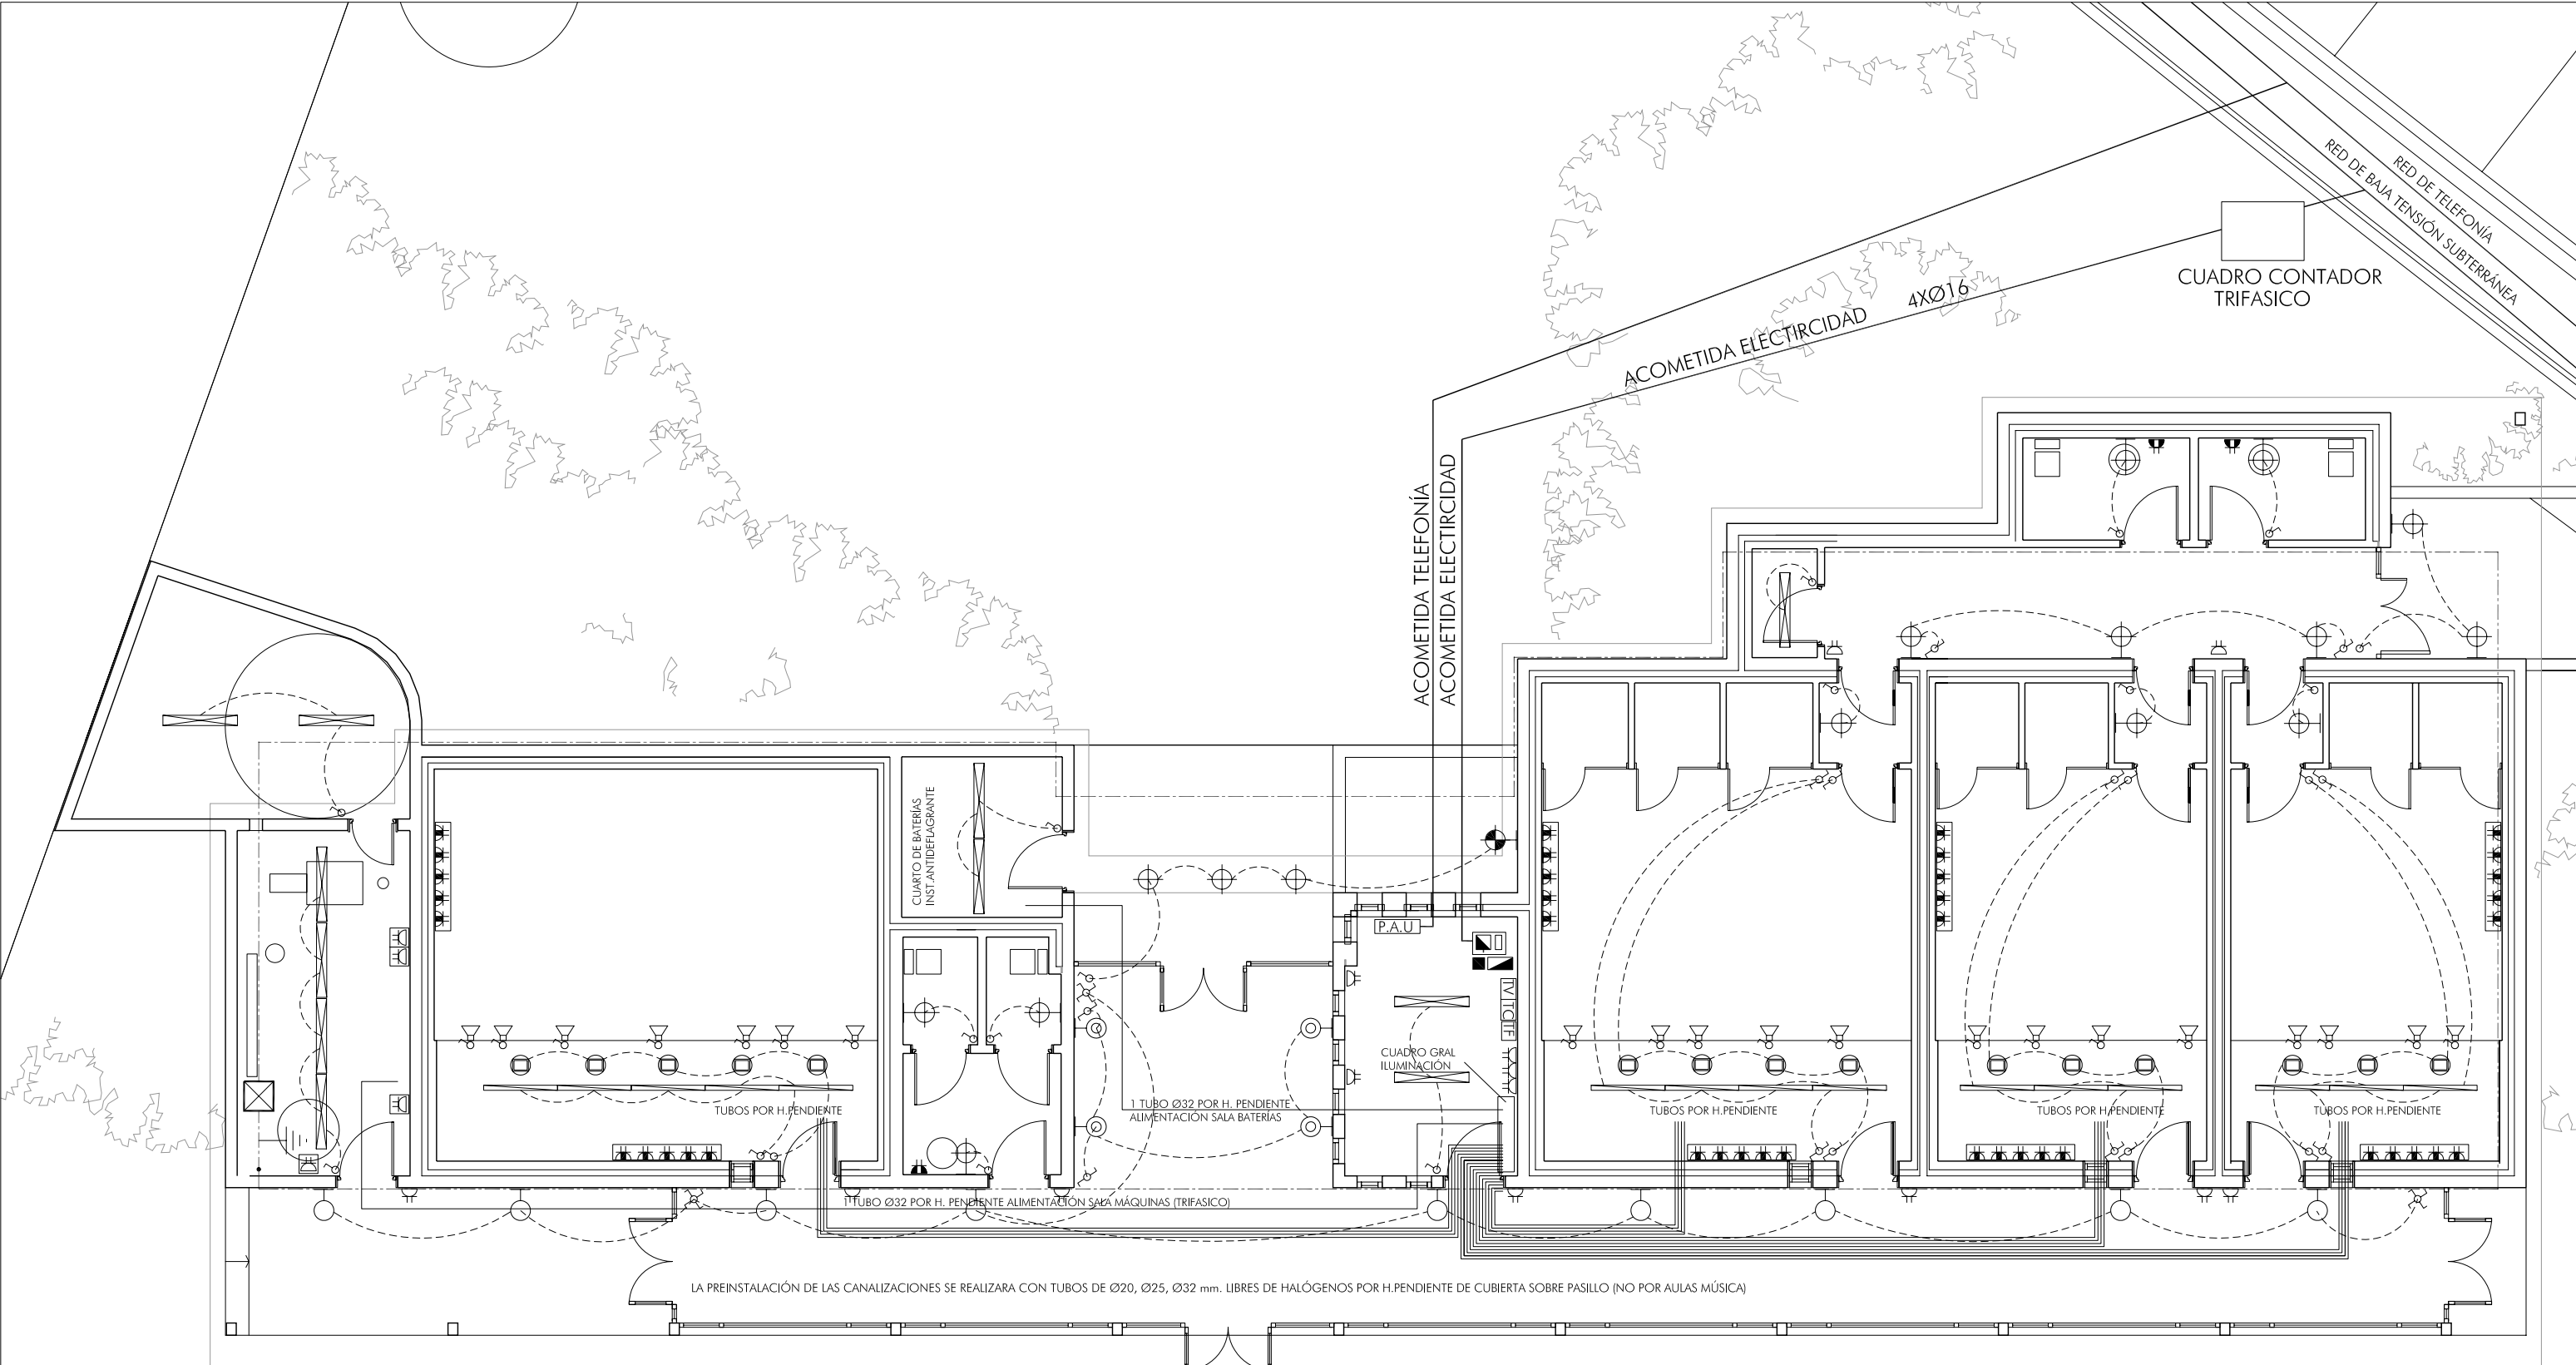 RED DE TELEFONÍA
RED DE BAJA TENSIÓN SUBTERRÁNEA
CUADRO CONTADOR
TRIFASICO
4XØ16
ACOMETIDA ELECTIRCIDAD
ACOMETIDA TELEFONÍA
ACOMETIDA ELECTIRCIDAD
CUARTO DE BATERÍAS
INST.ANTIDEFLAGRANTE
P.A.U
TV
TC
TF
CUADRO GRAL
ILUMINACIÓN
TUBOS POR H.PENDIENTE
1 TUBO Ø32 POR H. PENDIENTE
ALIMENTACIÓN SALA BATERÍAS
TUBOS POR H.PENDIENTE
TUBOS POR H.PENDIENTE
TUBOS POR H.PENDIENTE
1 TUBO Ø32 POR H. PENDIENTE ALIMENTACIÓN SALA MÁQUINAS (TRIFASICO)
LA PREINSTALACIÓN DE LAS CANALIZACIONES SE REALIZARA CON TUBOS DE Ø20, Ø25, Ø32 mm. LIBRES DE HALÓGENOS POR H.PENDIENTE DE CUBIERTA SOBRE PASILLO (NO POR AULAS MÚSICA)